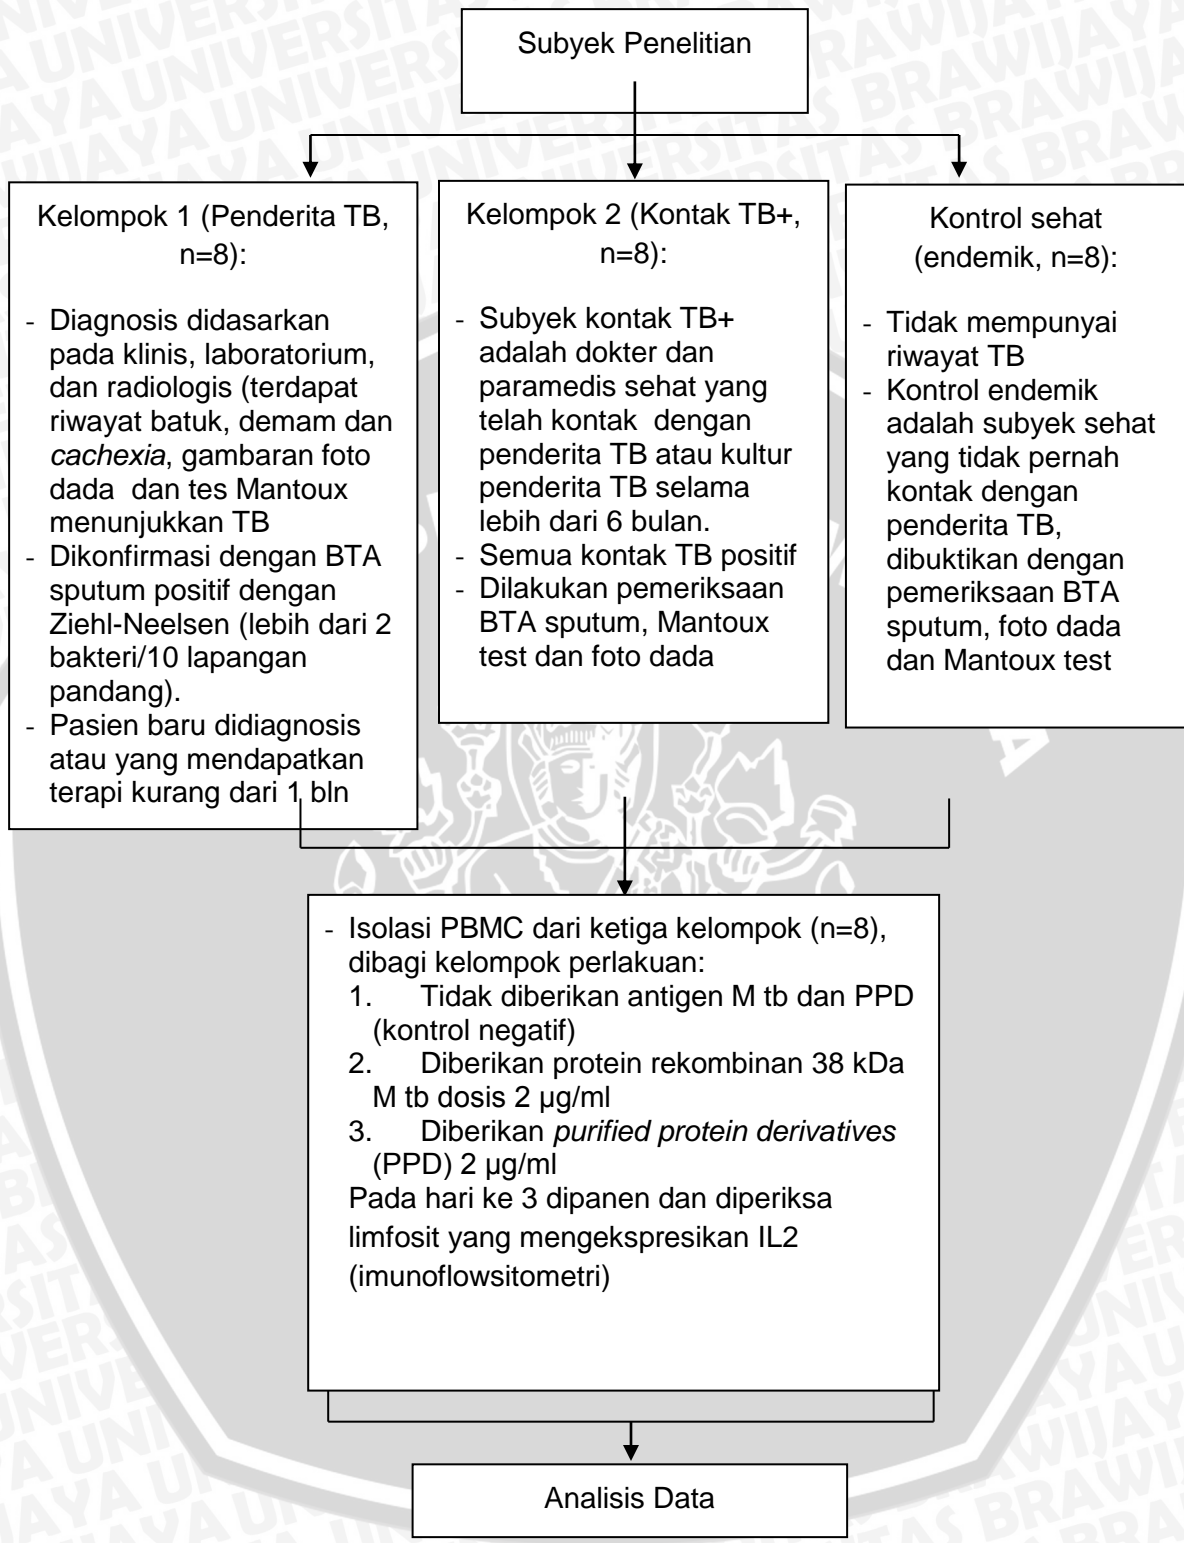 Subyek Penelitian
Kelompok 1 (Penderita TB,
n=8):
- Diagnosis didasarkan
pada klinis, laboratorium,
dan radiologis (terdapat
riwayat batuk, demam dan
cachexia, gambaran foto
dada dan tes Mantoux
menunjukkan TB
- Dikonfirmasi dengan BTA
sputum positif dengan
Ziehl-Neelsen (lebih dari 2
bakteri/10 lapangan
pandang).
- Pasien baru didiagnosis
atau yang mendapatkan
terapi kurang dari 1 bln
Kelompok 2 (Kontak TB+,
n=8):
- Subyek kontak TB+
adalah dokter dan
paramedis sehat yang
telah kontak dengan
penderita TB atau kultur
penderita TB selama
lebih dari 6 bulan.
- Semua kontak TB positif
- Dilakukan pemeriksaan
BTA sputum, Mantoux
test dan foto dada
Kontrol sehat
(endemik, n=8):
- Tidak mempunyai
riwayat TB
- Kontrol endemik
adalah subyek sehat
yang tidak pernah
kontak dengan
penderita TB,
dibuktikan dengan
pemeriksaan BTA
sputum, foto dada
dan Mantoux test
- Isolasi PBMC dari ketiga kelompok (n=8),
dibagi kelompok perlakuan:
1. Tidak diberikan antigen M tb dan PPD
(kontrol negatif)
2. Diberikan protein rekombinan 38 kDa
M tb dosis 2 µg/ml
3. Diberikan purified protein derivatives
(PPD) 2 µg/ml
Pada hari ke 3 dipanen dan diperiksa
limfosit yang mengekspresikan IL2
(imunoflowsitometri)
Analisis Data